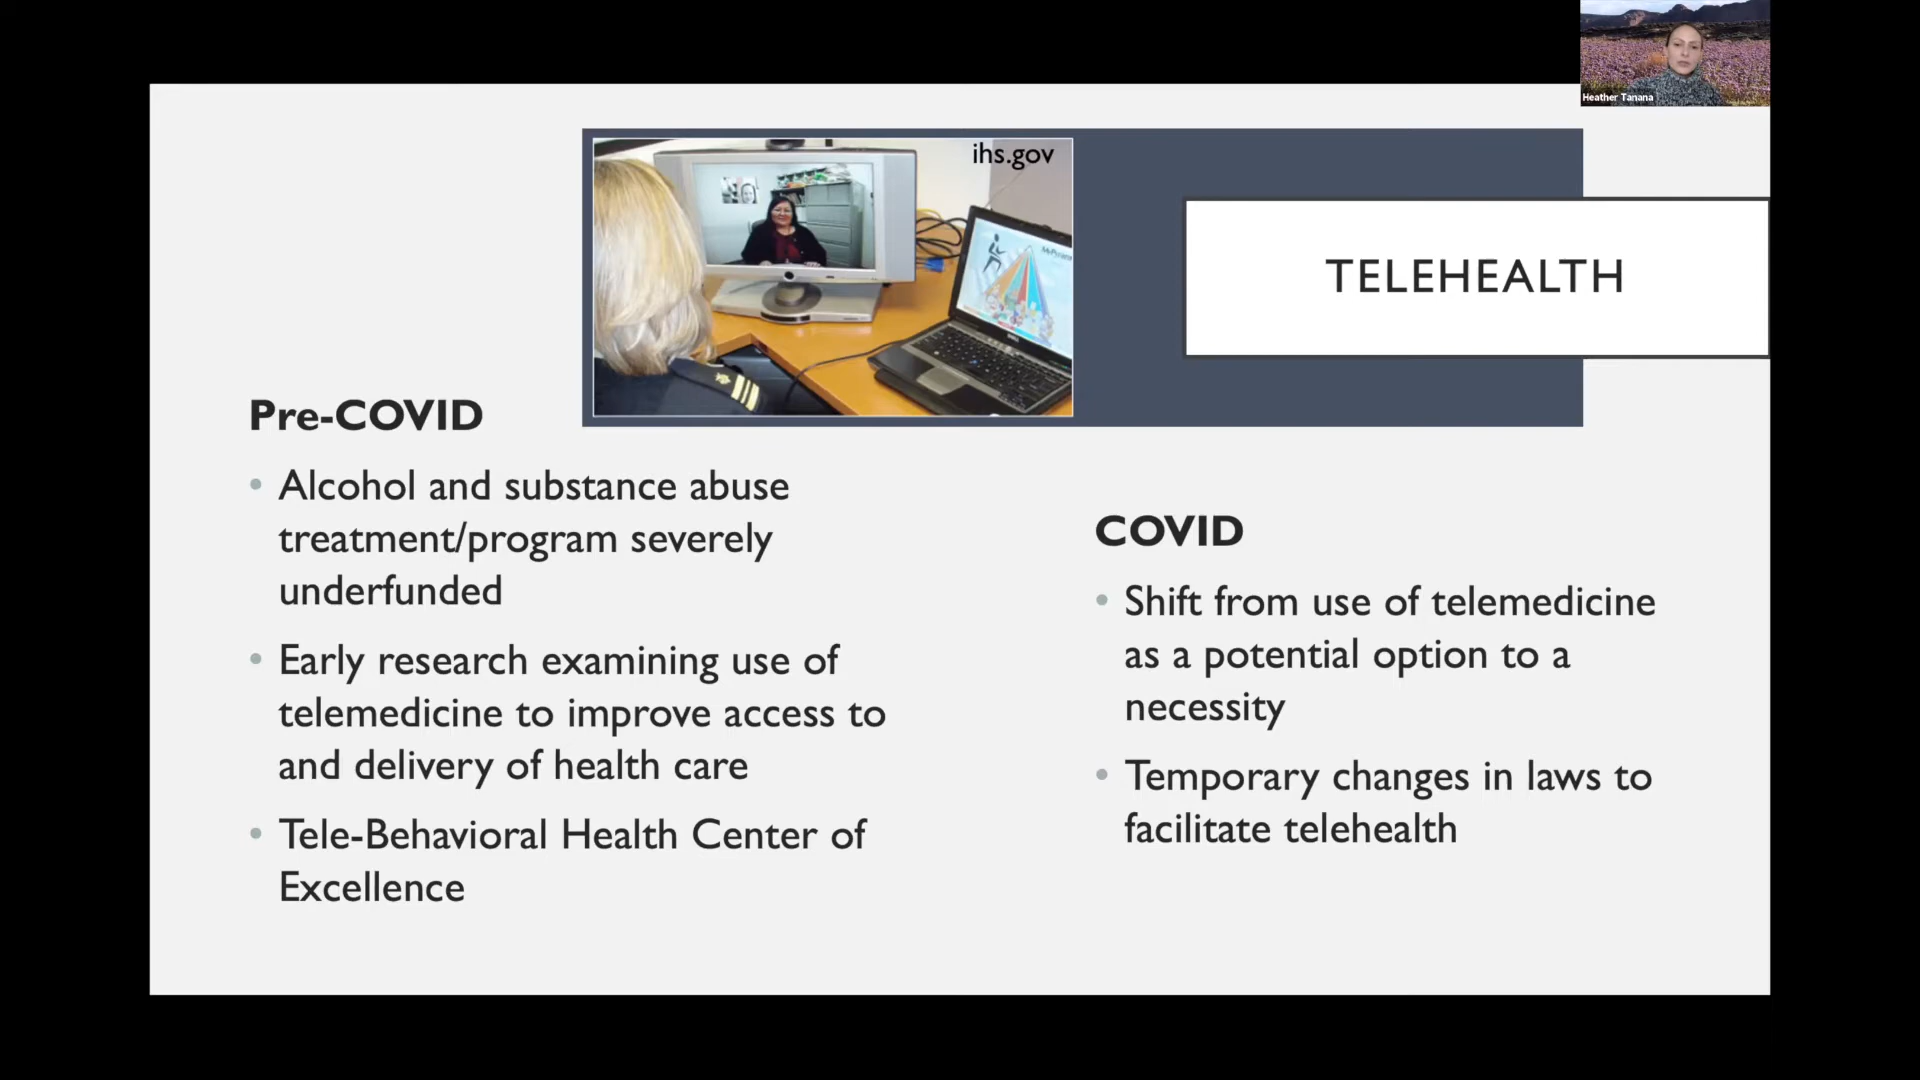 Heather Tanana
ihs.gov
TELEHEALTH
Pre-COVID
• Alcohol and substance abuse
treatment/program severely
underfunded
• Early research examining use of
telemedicine to improve access to
and delivery of health care
• Tele-Behavioral Health Center of
Excellence
COVID
• Shift from use of telemedicine
as a potential option to a
necessity
• Temporary changes in laws to
facilitate telehealth